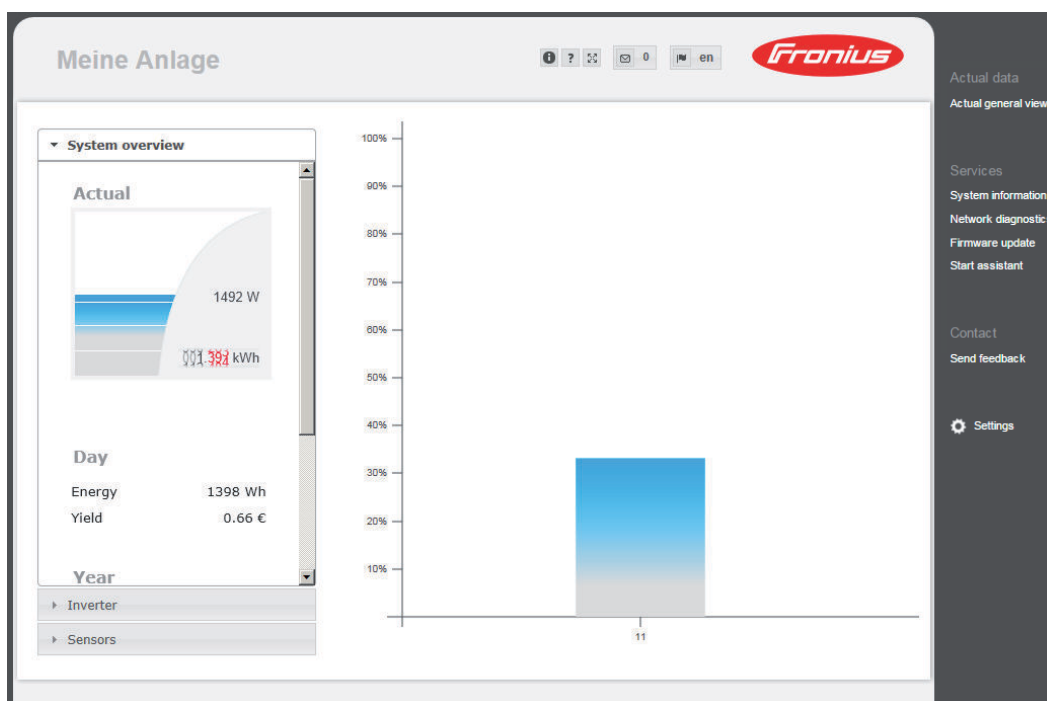 Meine Anlage
0
en
Fronius
System overview
Actual
1492 W
kWh
Day
Energy 1398 Wh
Yield 0.66 €
Year
Inverter
Sensors
100%
90%
80%
70%
60%
50%
40%
30%
20%
10%
11
Actual data
Actual general view
Services
System information
Network diagnostic
Firmware update
Start assistant
Contact
Send feedback
Settings